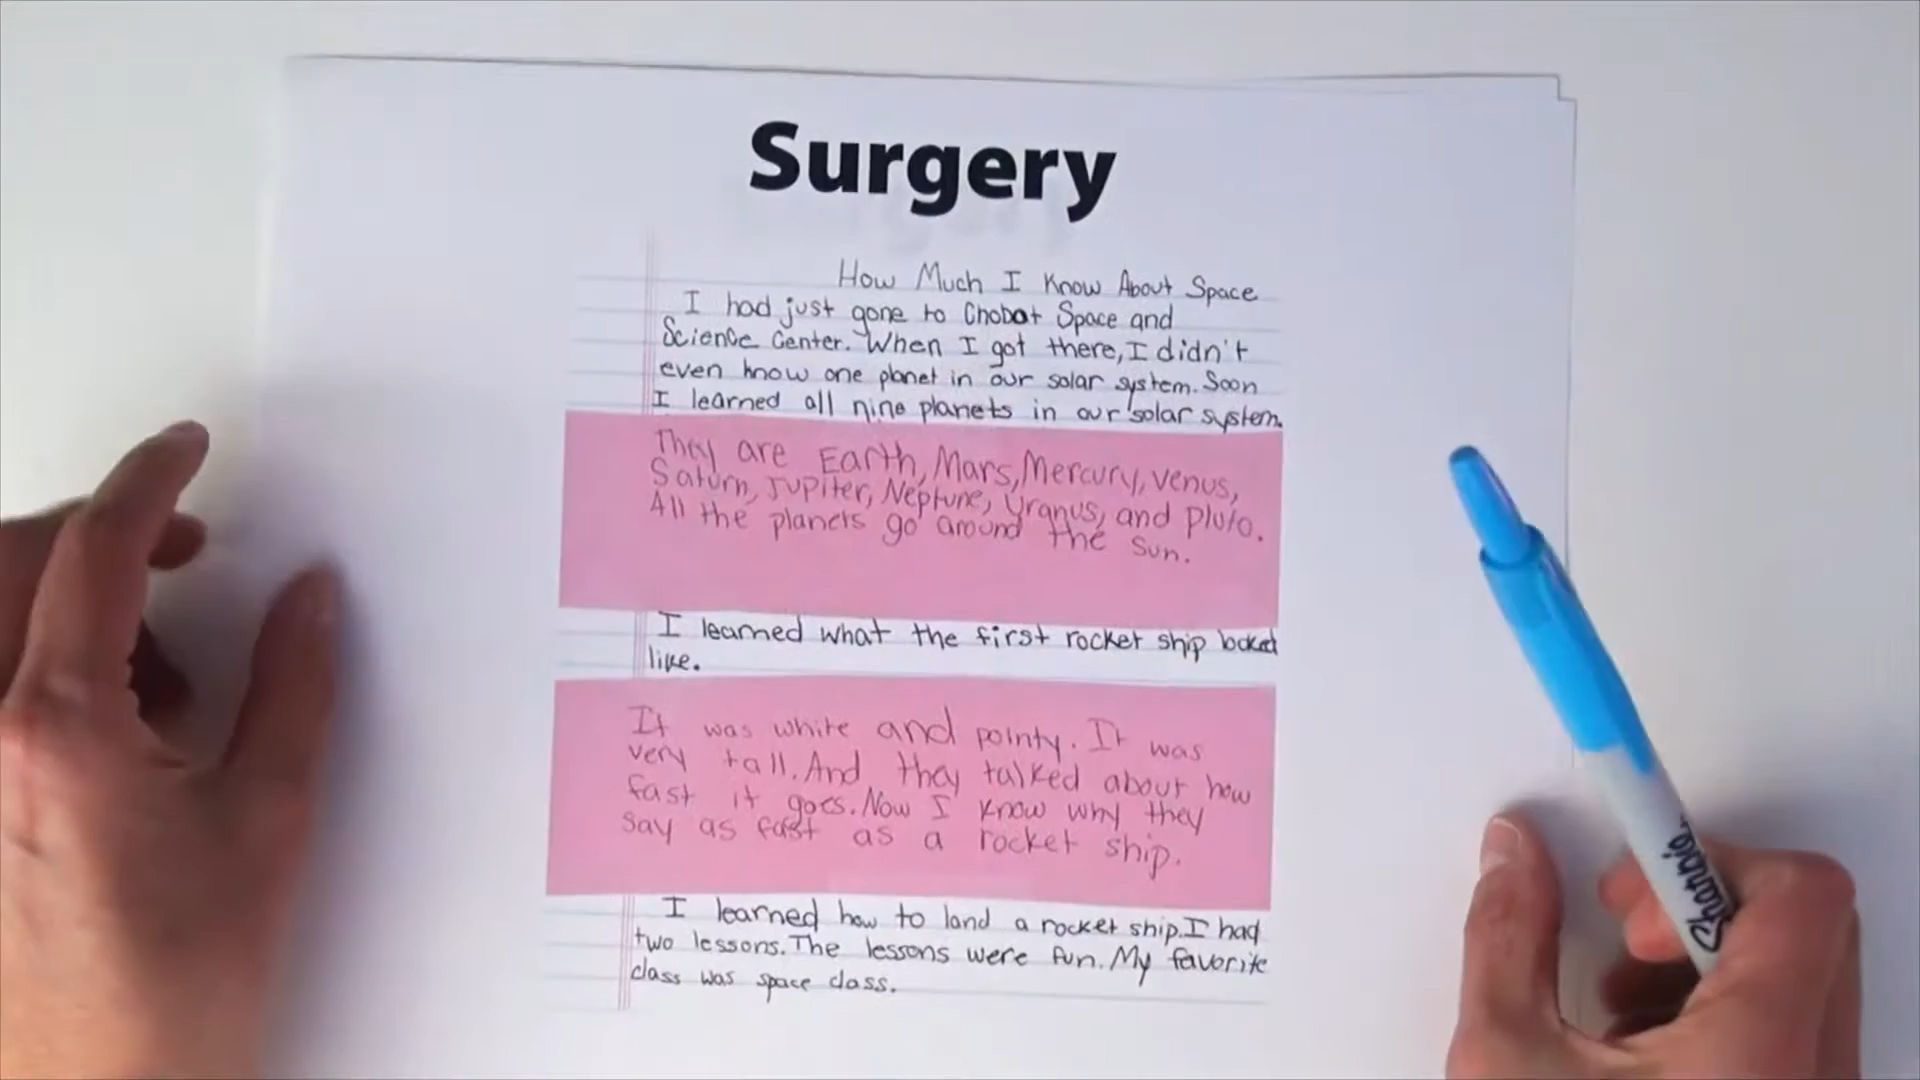 Surgery
How Much I Know About Space
I had just gone to Chobot Space and
Science Center. When I got there, I didn't
even know one planet in our solar system. Soon
I learned all nine planets in our solar system.
They are Earth, Mars, Mercury, Venus,
Saturn, Jupiter, Neptune, Uranus, and Pluto.
All the planets go around the sun.
I learned what the first rocket ship looked
like.
It was white and pointy. It was
very tall. And they talked about how
fast it goes. Now I know why they
say as fast as a rocket ship.
I learned how to land a rocket ship. I had
two lessons. The lessons were fun. My favorite
class was space class.
Sharpie